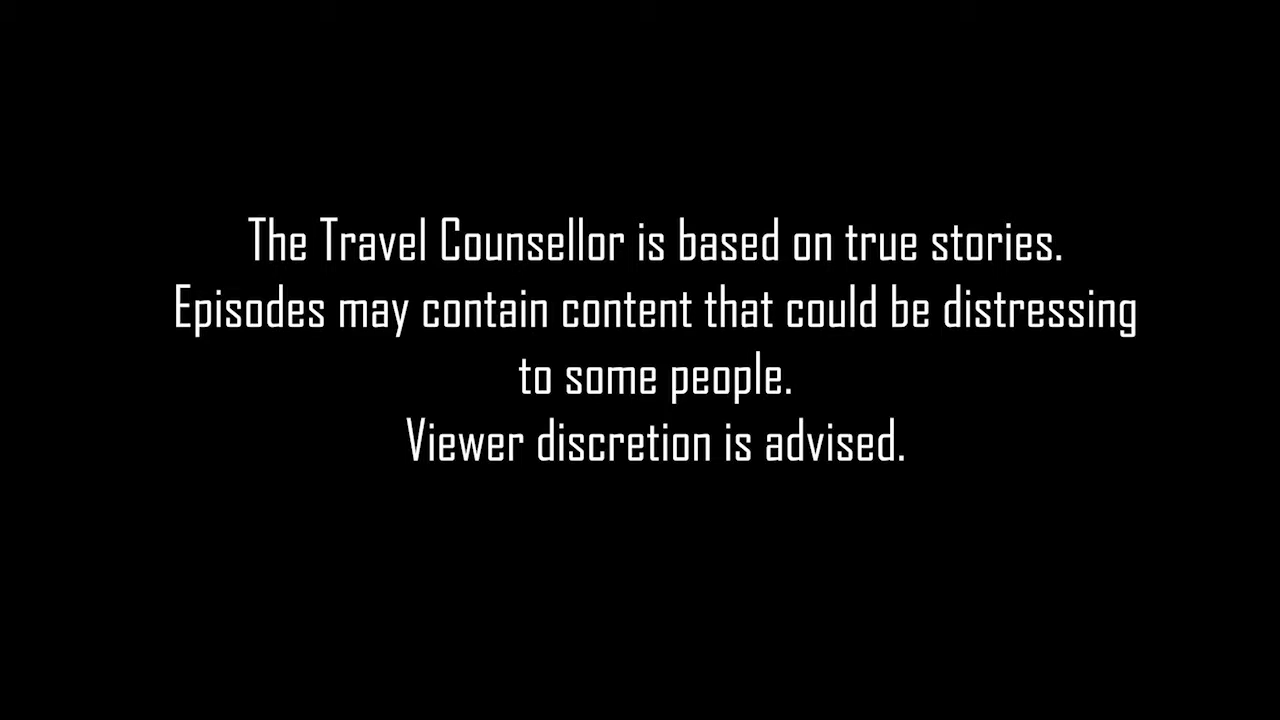 The Travel Counsellor is based on true stories.
Episodes may contain content that could be distressing
to some people.
Viewer discretion is advised.